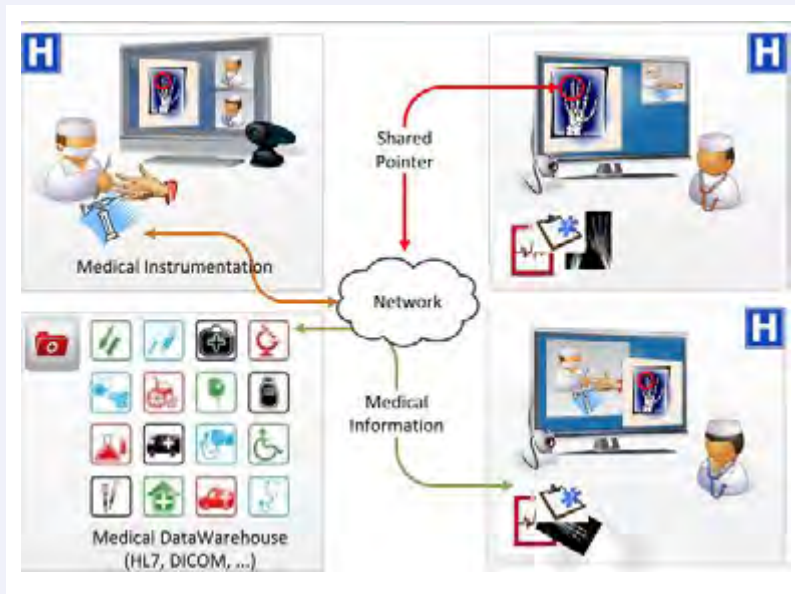 H
H
Shared
Pointer
Medical Instrumentation
Network
H
Medical
Information
Medical DataWarehouse
(HL7, DICOM, ...)